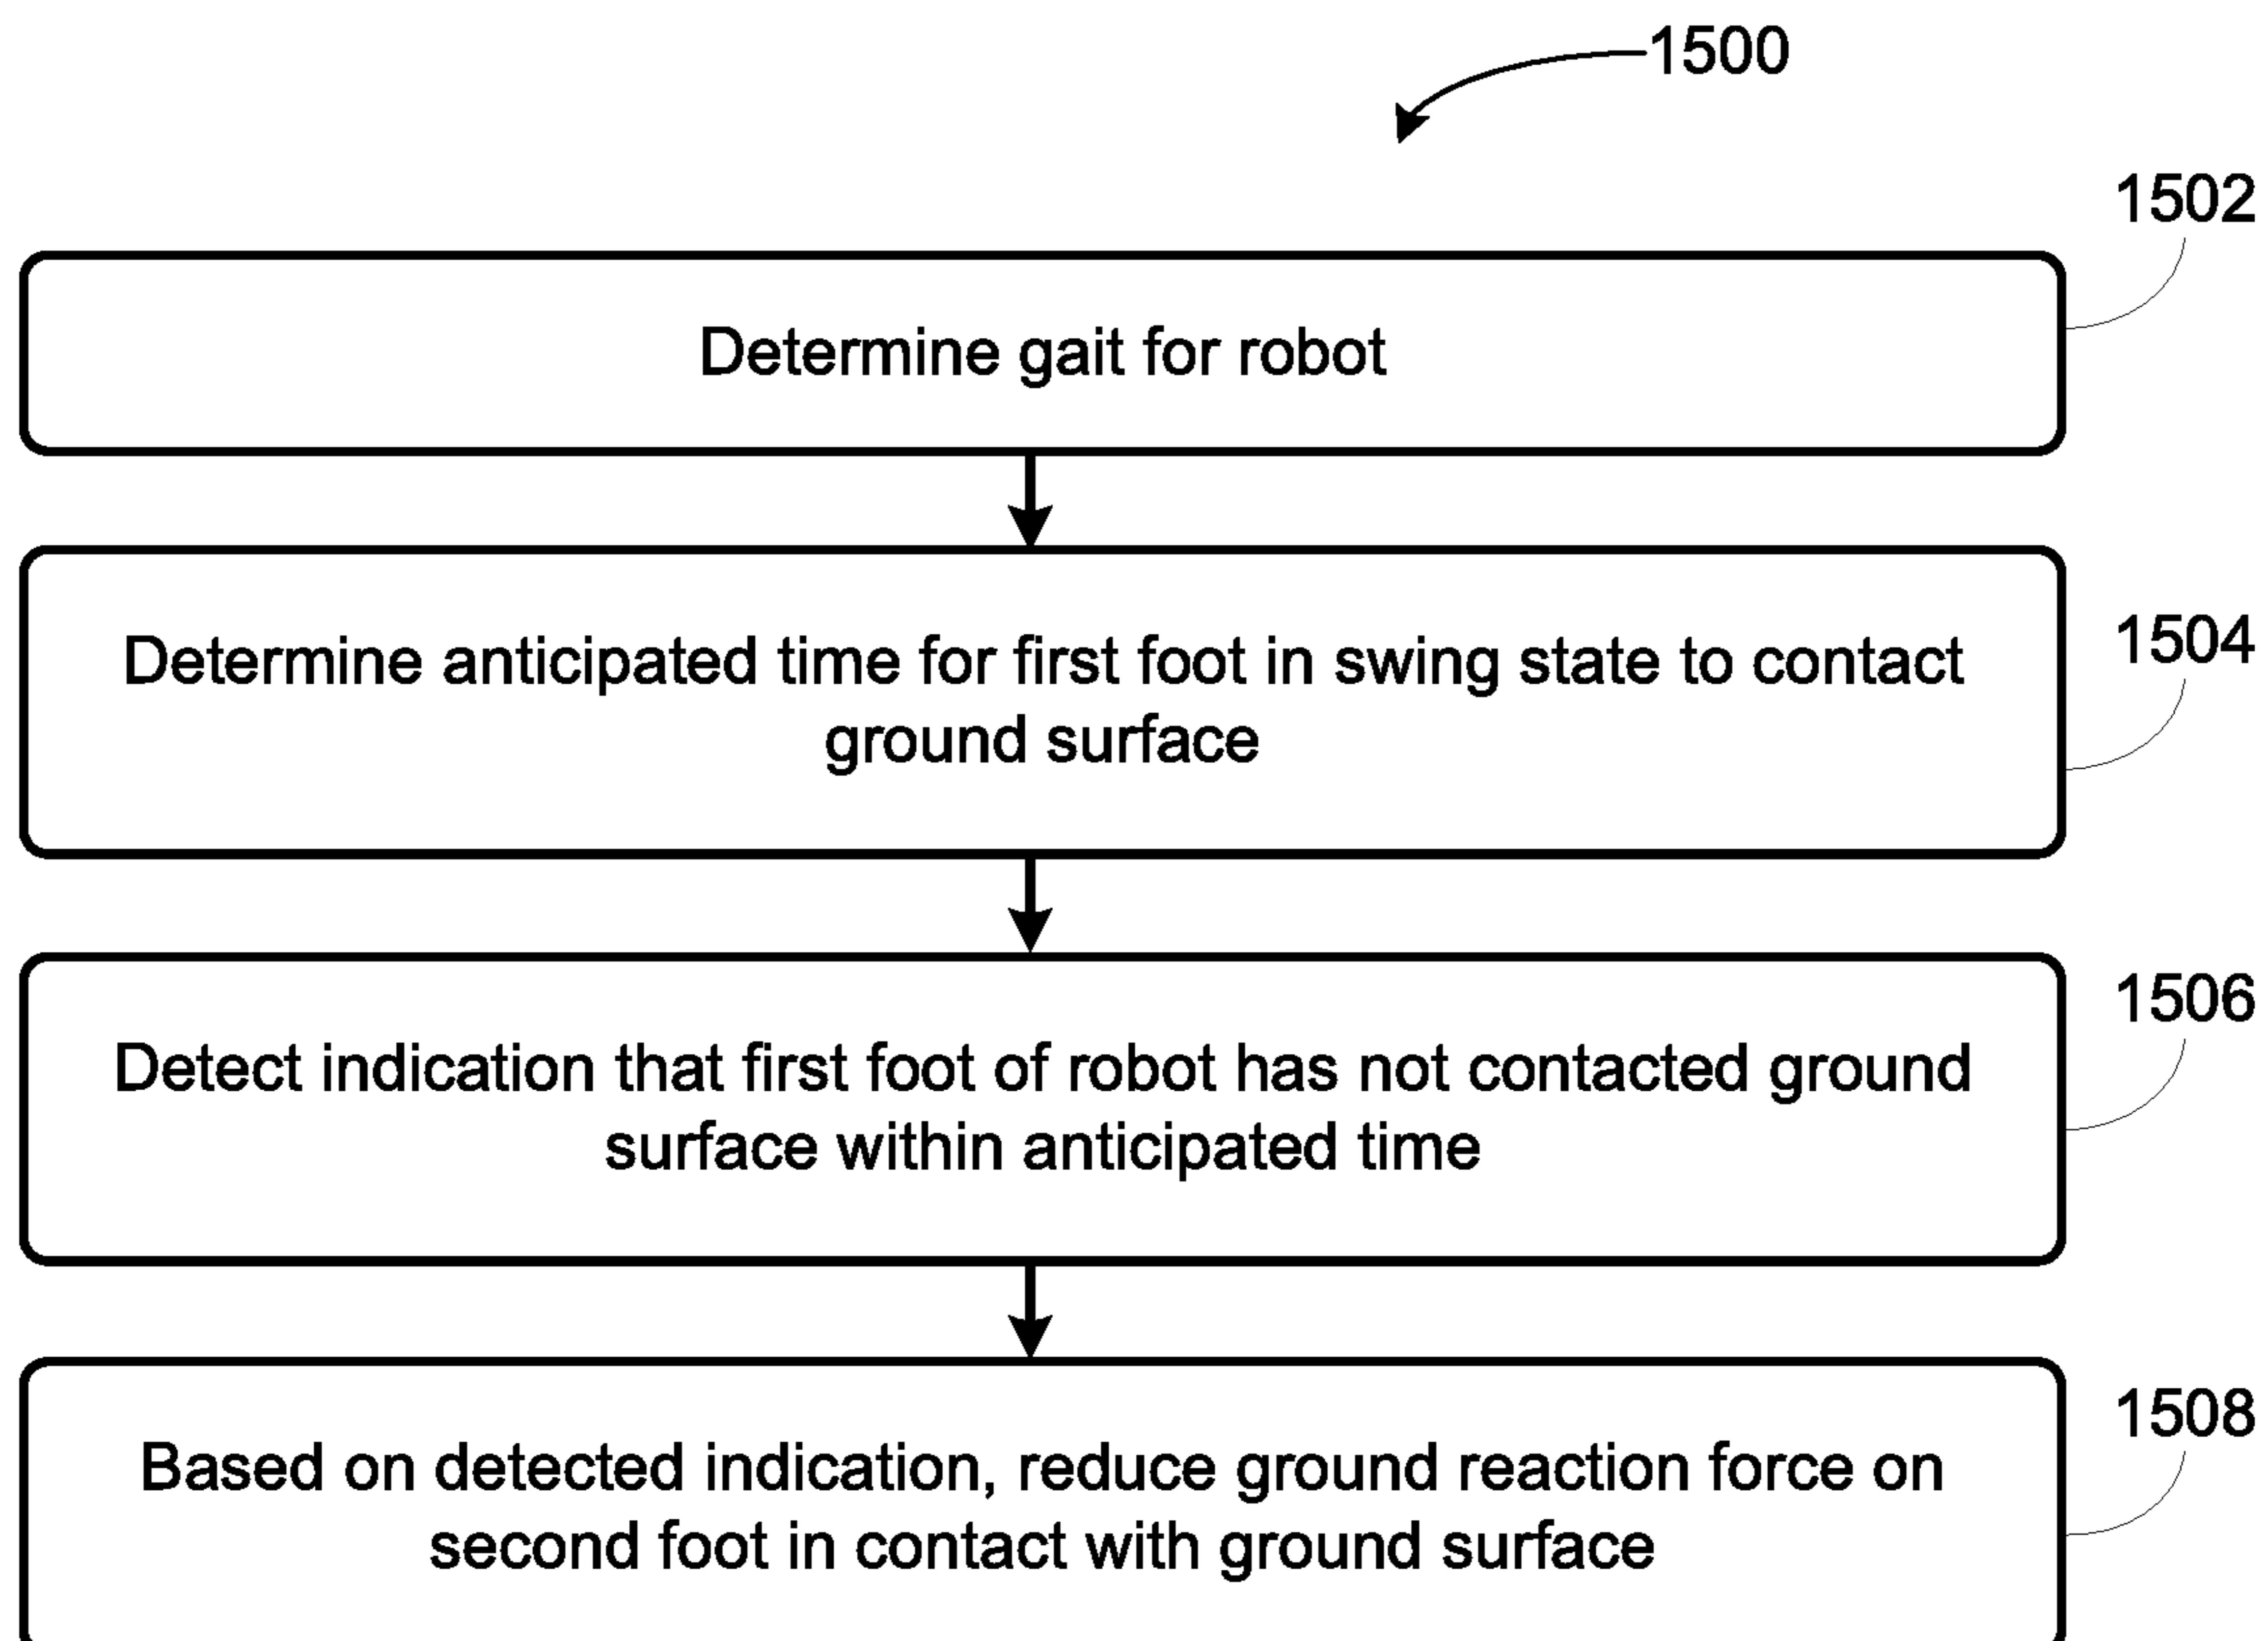 1500
1502
Determine gait for robot
1504
Determine anticipated time for first foot in swing state to contact
ground surface
1506
Detect indication that first foot of robot has not contacted ground
surface within anticipated time
1508
Based on detected indication, reduce ground reaction force on
second foot in contact with ground surface